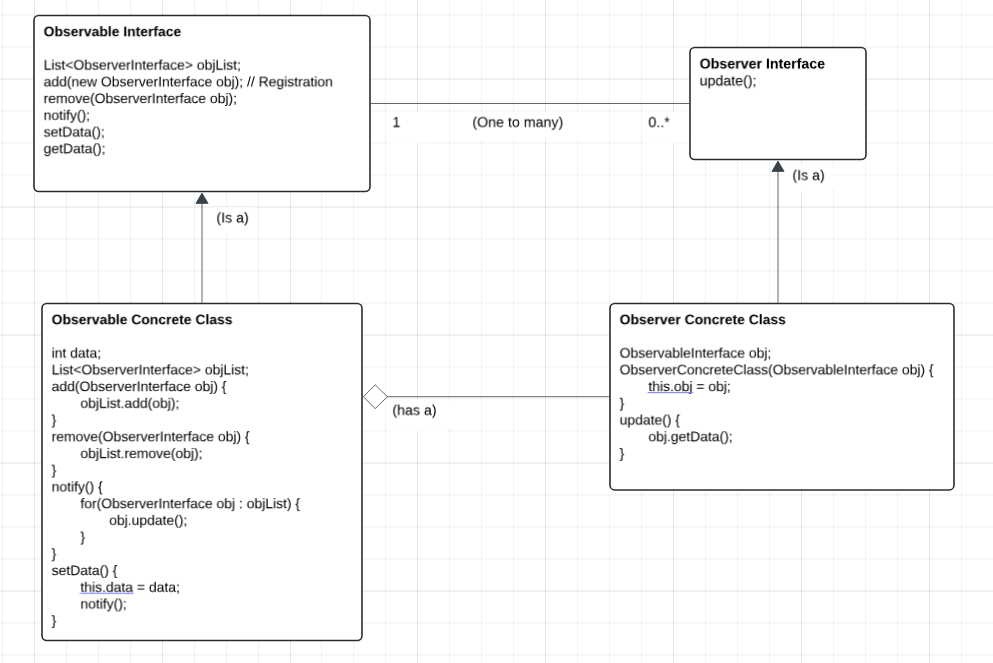 Observable Interface
List<ObserverInterface> objList;
add(new ObserverInterface obj); // Registration
remove(ObserverInterface obj);
notify();
setData();
getData();
Observer Interface
update();
1
(One to many)
0..*
(Is a)
(Is a)
Observable Concrete Class
int data;
List<ObserverInterface> objList;
add(ObserverInterface obj) {
objList.add(obj);
}
remove(ObserverInterface obj) {
objList.remove(obj);
}
notify() {
for(ObserverInterface obj : objList) {
obj.update();
}
}
setData() {
this.data = data;
notify();
}
(has a)
Observer Concrete Class
ObservableInterface obj;
ObserverConcreteClass(ObservableInterface obj) {
this.obj = obj;
}
update() {
obj.getData();
}